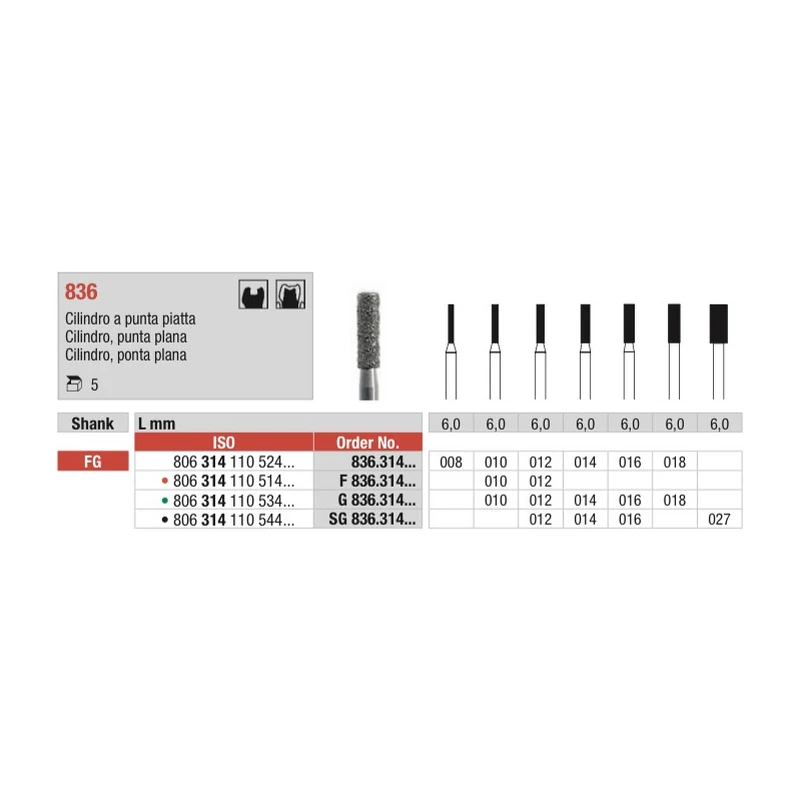 836
Cilindro a punta piatta
Cilindro, punta plana
Cilindro, ponta plana
5
Shank L mm 6,0 6,0 6,0 6,0 6,0 6,0 6,0
ISO Order No.
FG 806 314 110 524... 836.314... 008 010 012 014 016 018
806 314 110 514... F 836.314... 010 012
806 314 110 534... G 836.314... 010 012 014 016 018
806 314 110 544... SG 836.314... 012 014 016 027